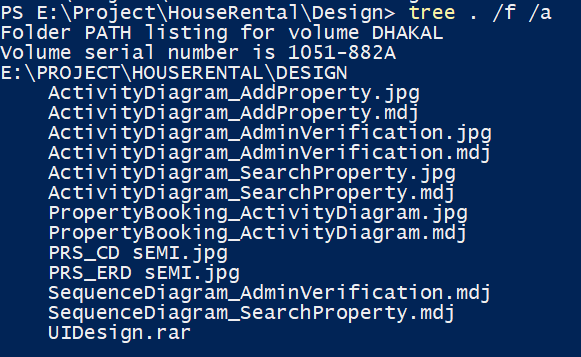 PS E:\Project\HouseRental\Design> tree . /f /a
Folder PATH listing for volume DHAKAL
Volume serial number is 1051-882A
E:\PROJECT\HOUSERENTAL\DESIGN
    ActivityDiagram_AddProperty.jpg
    ActivityDiagram_AddProperty.mdj
    ActivityDiagram_AdminVerification.jpg
    ActivityDiagram_AdminVerification.mdj
    ActivityDiagram_SearchProperty.jpg
    ActivityDiagram_SearchProperty.mdj
    PropertyBooking_ActivityDiagram.jpg
    PropertyBooking_ActivityDiagram.mdj
    PRS_CD sEMI.jpg
    PRS_ERD sEMI.jpg
    SequenceDiagram_AdminVerification.mdj
    SequenceDiagram_SearchProperty.mdj
    UIDesign.rar